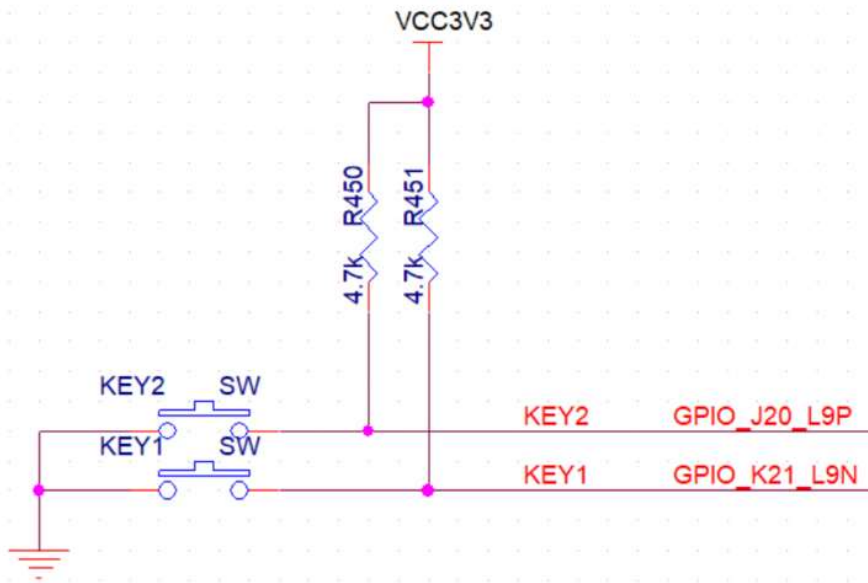 VCC3V3
R450
4.7k
R451
4.7k
KEY2 SW
KEY2 GPIO_J20_L9P
KEY1 SW
KEY1 GPIO_K21_L9N